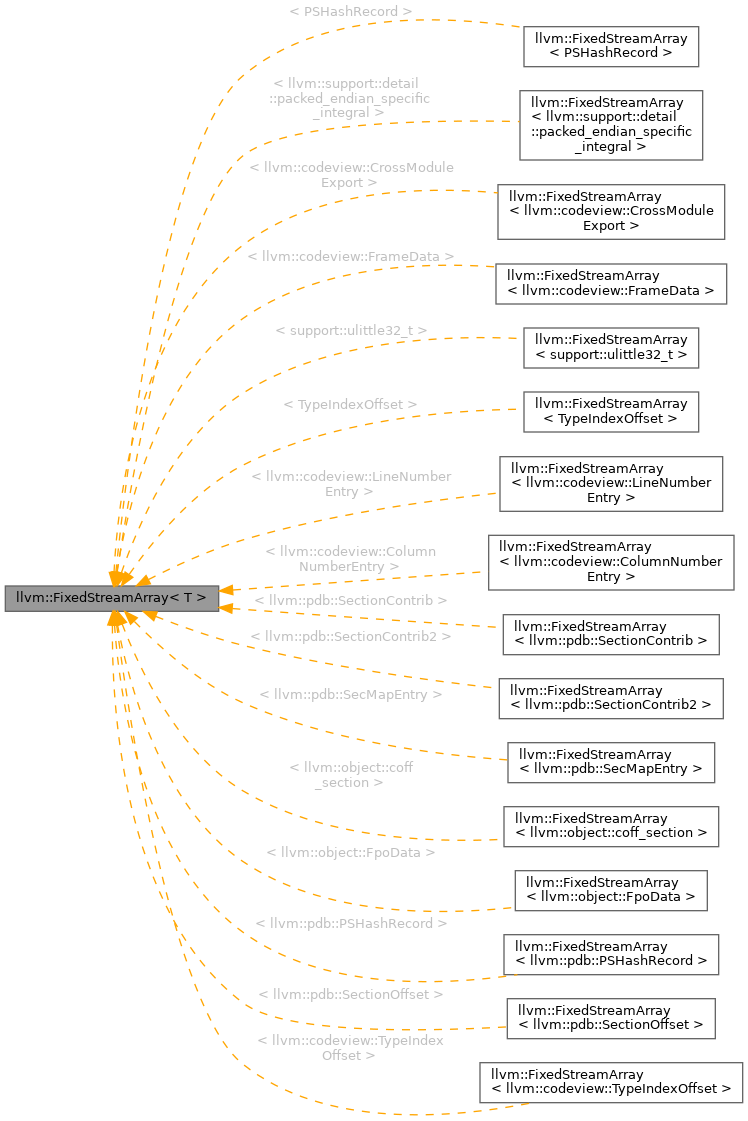 < PSHashRecord >
llvm::FixedStreamArray
< PSHashRecord >
< llvm::support::detail
::packed_endian_specific
_integral >
llvm::FixedStreamArray
< llvm::support::detail
::packed_endian_specific
_integral >
< llvm::codeview::CrossModule
Export >
llvm::FixedStreamArray
< llvm::codeview::CrossModule
Export >
< llvm::codeview::FrameData >
llvm::FixedStreamArray
< llvm::codeview::FrameData >
< support::ulittle32_t >
llvm::FixedStreamArray
< support::ulittle32_t >
< TypeIndexOffset >
llvm::FixedStreamArray
< TypeIndexOffset >
< llvm::codeview::LineNumber
Entry >
llvm::FixedStreamArray
< llvm::codeview::LineNumber
Entry >
< llvm::codeview::Column
NumberEntry >
llvm::FixedStreamArray
< llvm::codeview::ColumnNumber
Entry >
llvm::FixedStreamArray< T >
< llvm::pdb::SectionContrib >
llvm::FixedStreamArray
< llvm::pdb::SectionContrib >
< llvm::pdb::SectionContrib2 >
llvm::FixedStreamArray
< llvm::pdb::SectionContrib2 >
< llvm::pdb::SecMapEntry >
llvm::FixedStreamArray
< llvm::pdb::SecMapEntry >
< llvm::object::coff
_section >
llvm::FixedStreamArray
< llvm::object::coff_section >
< llvm::object::FpoData >
llvm::FixedStreamArray
< llvm::object::FpoData >
< llvm::pdb::PSHashRecord >
llvm::FixedStreamArray
< llvm::pdb::PSHashRecord >
< llvm::pdb::SectionOffset >
llvm::FixedStreamArray
< llvm::pdb::SectionOffset >
< llvm::codeview::TypeIndex
Offset >
llvm::FixedStreamArray
< llvm::codeview::TypeIndexOffset >